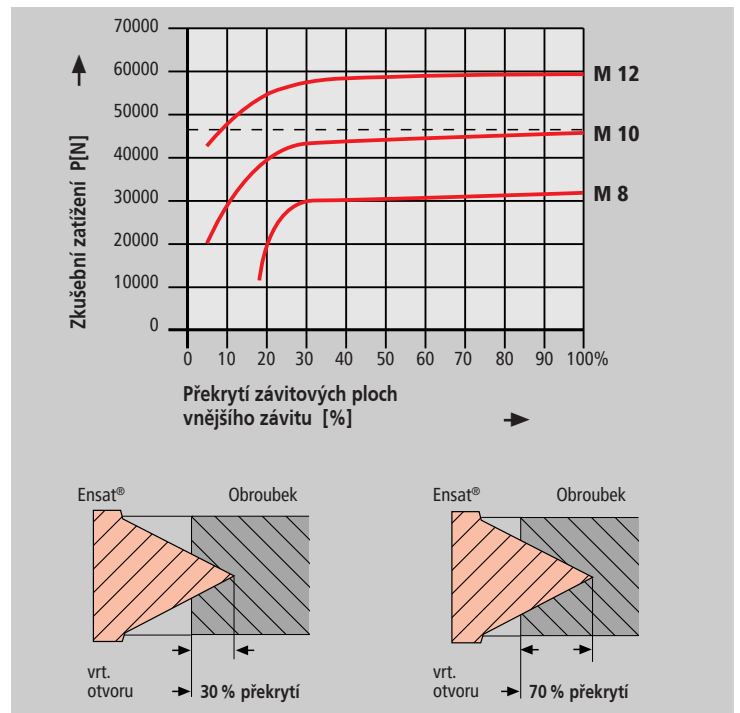 70000
60000
50000
40000
30000
20000
10000
0
Zkušební zatížení P[N]
M 12
M 10
M 8
0 10 20 30 40 50 60 70 80 90 100%
Překrytí závitových ploch
vnějšího závitu [%]
Ensat® Obroubek
vrt.
otvoru 30 % překrytí
Ensat® Obroubek
vrt.
otvoru 70 % překrytí